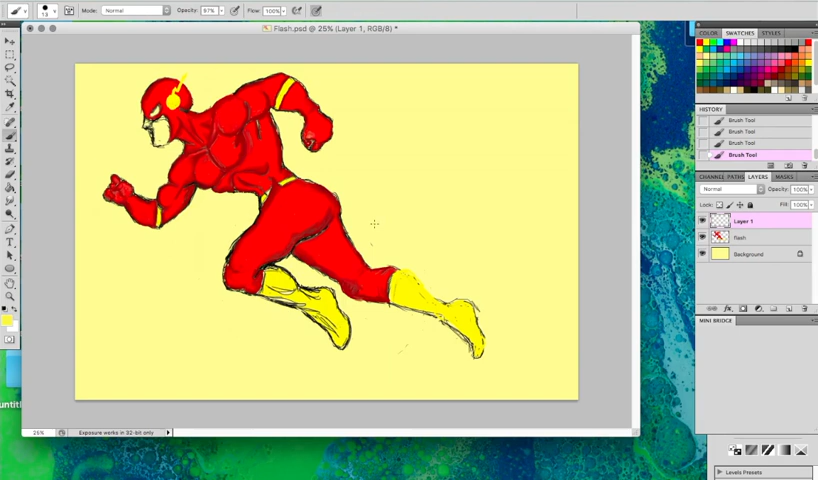 13
Mode: Normal
Opacity: 97%
Flow: 100%
Flash.psd @ 25% (Layer 1, RGB/8) *
COLOR SWATCHES STYLES
HISTORY
Brush Tool
Brush Tool
Brush Tool
Brush Tool
CHANNEL PATHS LAYERS MASKS
Normal Opacity: 100%
Lock: Fill: 100%
Layer 1
flash
Background
MINI BRIDGE
untitl
25% Exposure works in 32-bit only
Levels Presets